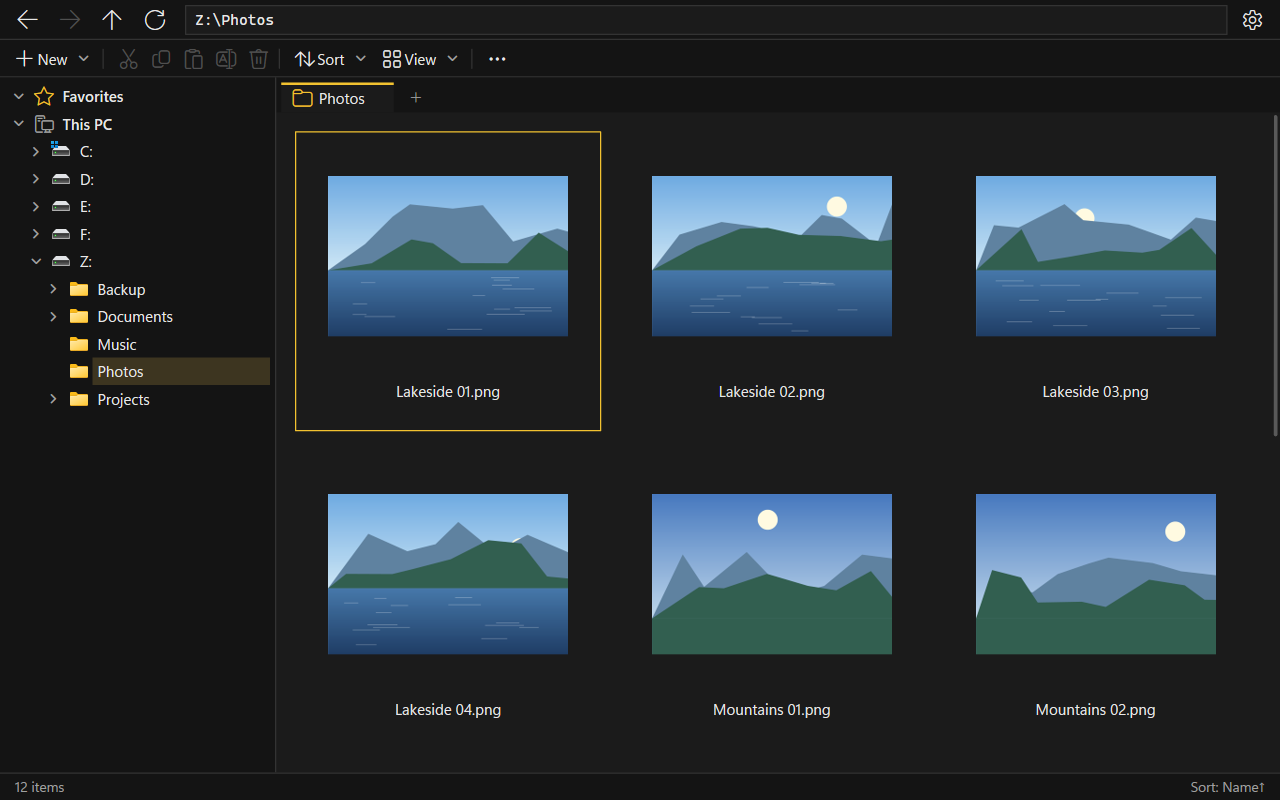 Z:\Photos
New
Sort
View
Favorites
This PC
C:
D:
E:
F:
Z:
Backup
Documents
Music
Photos
Projects
Photos
Lakeside 01.png
Lakeside 02.png
Lakeside 03.png
Lakeside 04.png
Mountains 01.png
Mountains 02.png
12 items
Sort: Name↑